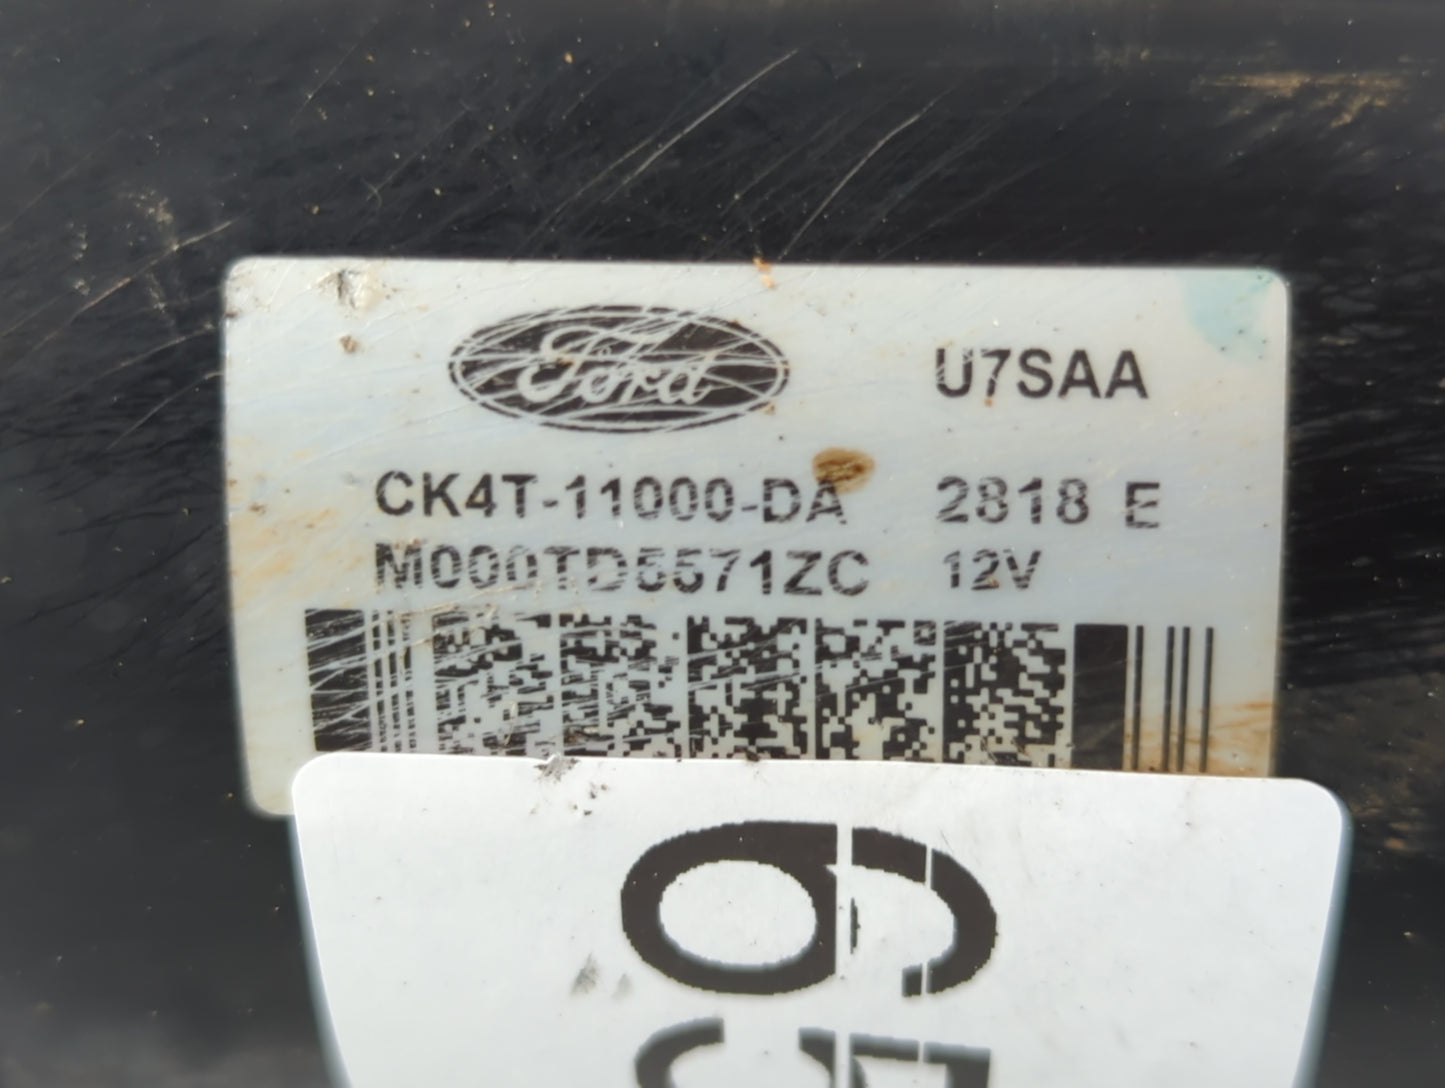 Ford
U7SAA
CK4T-11000-DA 2818 E
M000TD5571ZC 12V